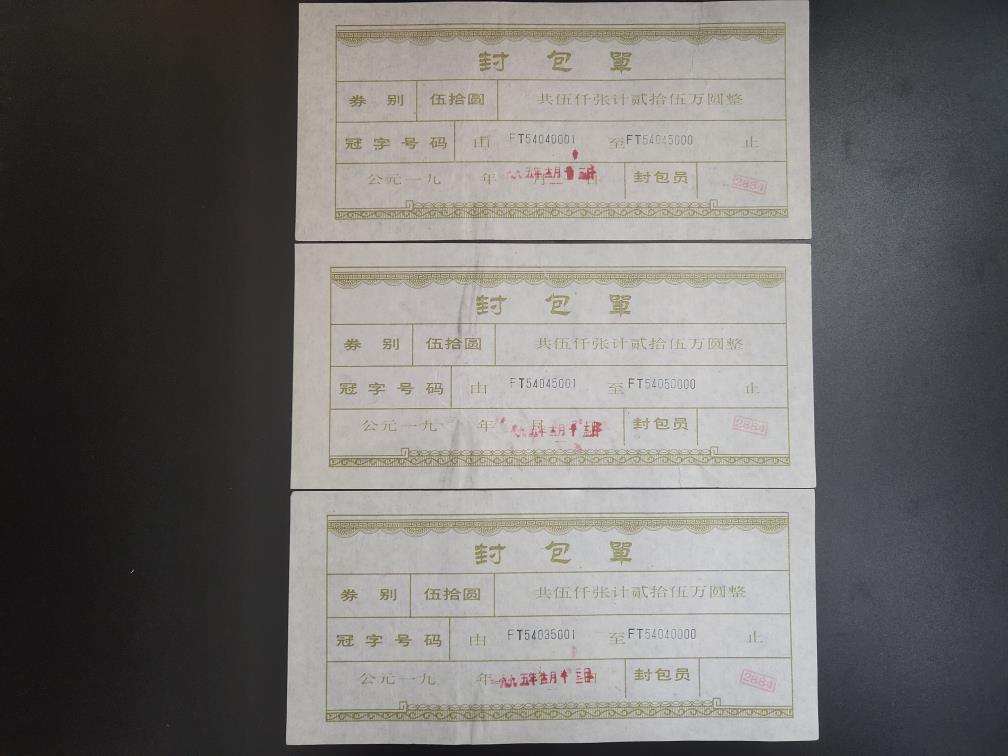 封包單
券别 伍拾圆 共伍仟张计贰拾伍万圆整
冠字号码 由 FT54040001 至 FT54045000 止
公元一九 年 月 日 封包员 2884
封包單
券别 伍拾圆 共伍仟张计贰拾伍万圆整
冠字号码 由 FT54045001 至 FT54050000 止
公元一九 年 月 封包员 2884
封包單
券别 伍拾圆 共伍仟张计贰拾伍万圆整
冠字号码 由 FT54035001 至 FT54040000 止
公元一九 年 一九九五年 月 日 封包员 2884